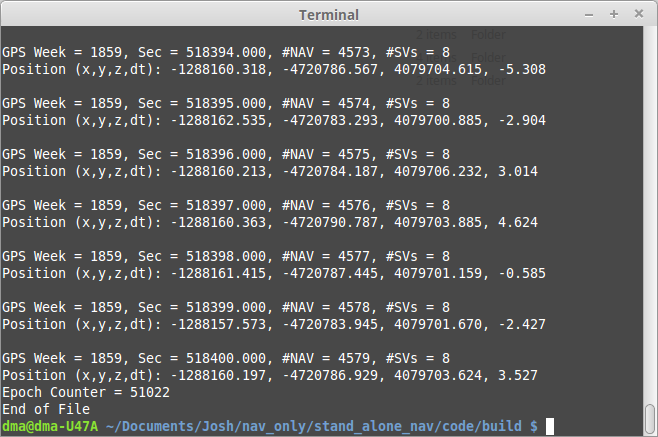 Terminal
2 items Folder
Folder
2 items Folder
GPS Week = 1859, Sec = 518394.000, #NAV = 4573, #SVs = 8
Position (x,y,z,dt): -1288160.318, -4720786.567, 4079704.615, -5.308
GPS Week = 1859, Sec = 518395.000, #NAV = 4574, #SVs = 8
Position (x,y,z,dt): -1288162.535, -4720783.293, 4079700.885, -2.904
GPS Week = 1859, Sec = 518396.000, #NAV = 4575, #SVs = 8
Position (x,y,z,dt): -1288160.213, -4720784.187, 4079706.232, 3.014
GPS Week = 1859, Sec = 518397.000, #NAV = 4576, #SVs = 8
Position (x,y,z,dt): -1288160.363, -4720790.787, 4079703.885, 4.624
GPS Week = 1859, Sec = 518398.000, #NAV = 4577, #SVs = 8
Position (x,y,z,dt): -1288161.415, -4720787.445, 4079701.159, -0.585
GPS Week = 1859, Sec = 518399.000, #NAV = 4578, #SVs = 8
Position (x,y,z,dt): -1288157.573, -4720783.945, 4079701.670, -2.427
GPS Week = 1859, Sec = 518400.000, #NAV = 4579, #SVs = 8
Position (x,y,z,dt): -1288160.197, -4720786.929, 4079703.624, 3.527
Epoch Counter = 51022
End of File
dma@dma-U47A ~/Documents/Josh/nav_only/stand_alone_nav/code/build $